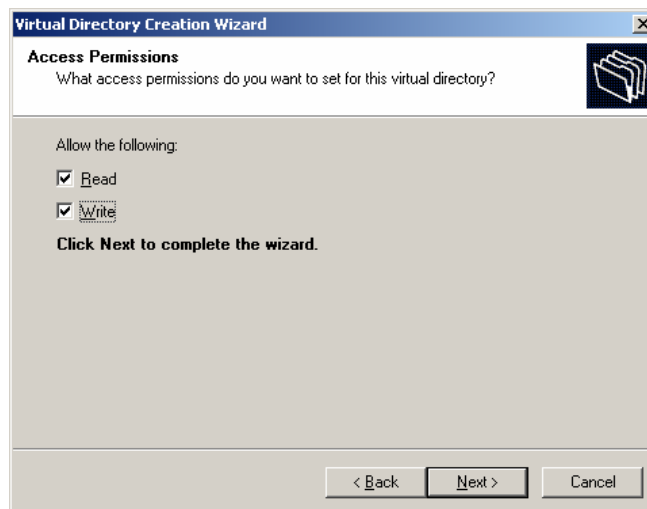 Virtual Directory Creation Wizard
Access Permissions
What access permissions do you want to set for this virtual directory?
Allow the following:
Read
Write
Click Next to complete the wizard.
< Back Next > Cancel